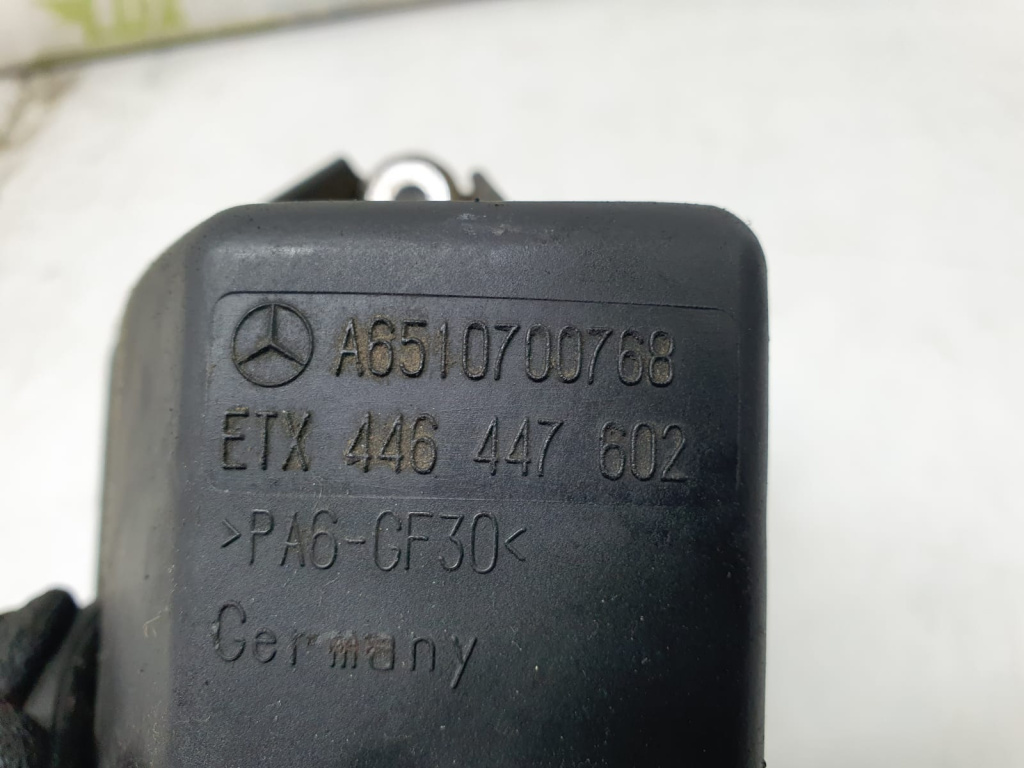 A6510700768
ETX 446 447 602
>PA6-GF30<
Germany